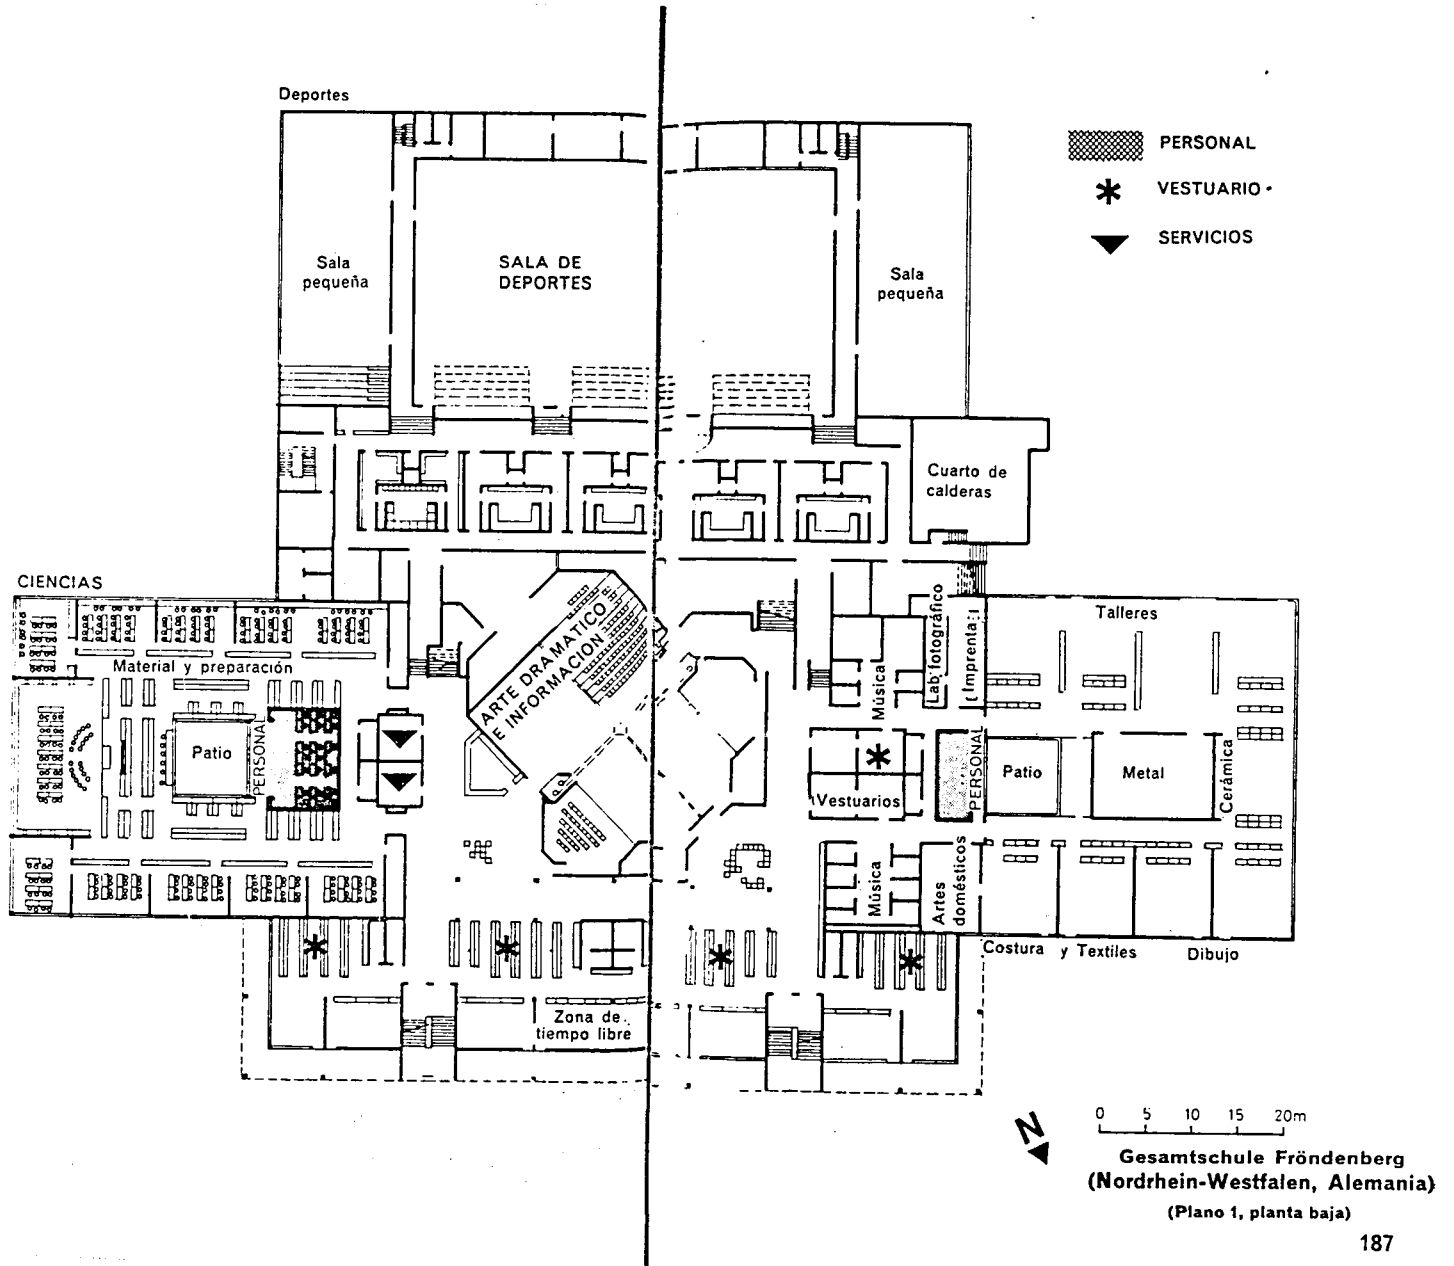 Deportes
PERSONAL
VESTUARIO
SERVICIOS
Sala
pequeña
SALA DE
DEPORTES
Sala
pequeña
Cuarto de
calderas
CIENCIAS
Material y preparación
ARTE DRAMATICO
E INFORMACION
Lab. fotográfico
Imprenta
Talleres
Música
Patio
PERSONAL
Vestuarios
PERSONAL
Patio
Metal
Cerámica
Música
Artes
domésticos
Costura y Textiles
Dibujo
Zona de
tiempo libre
N
0 5 10 15 20m
Gesamtschule Fröndenberg
(Nordrhein-Westfalen, Alemania)
(Plano 1, planta baja)
187